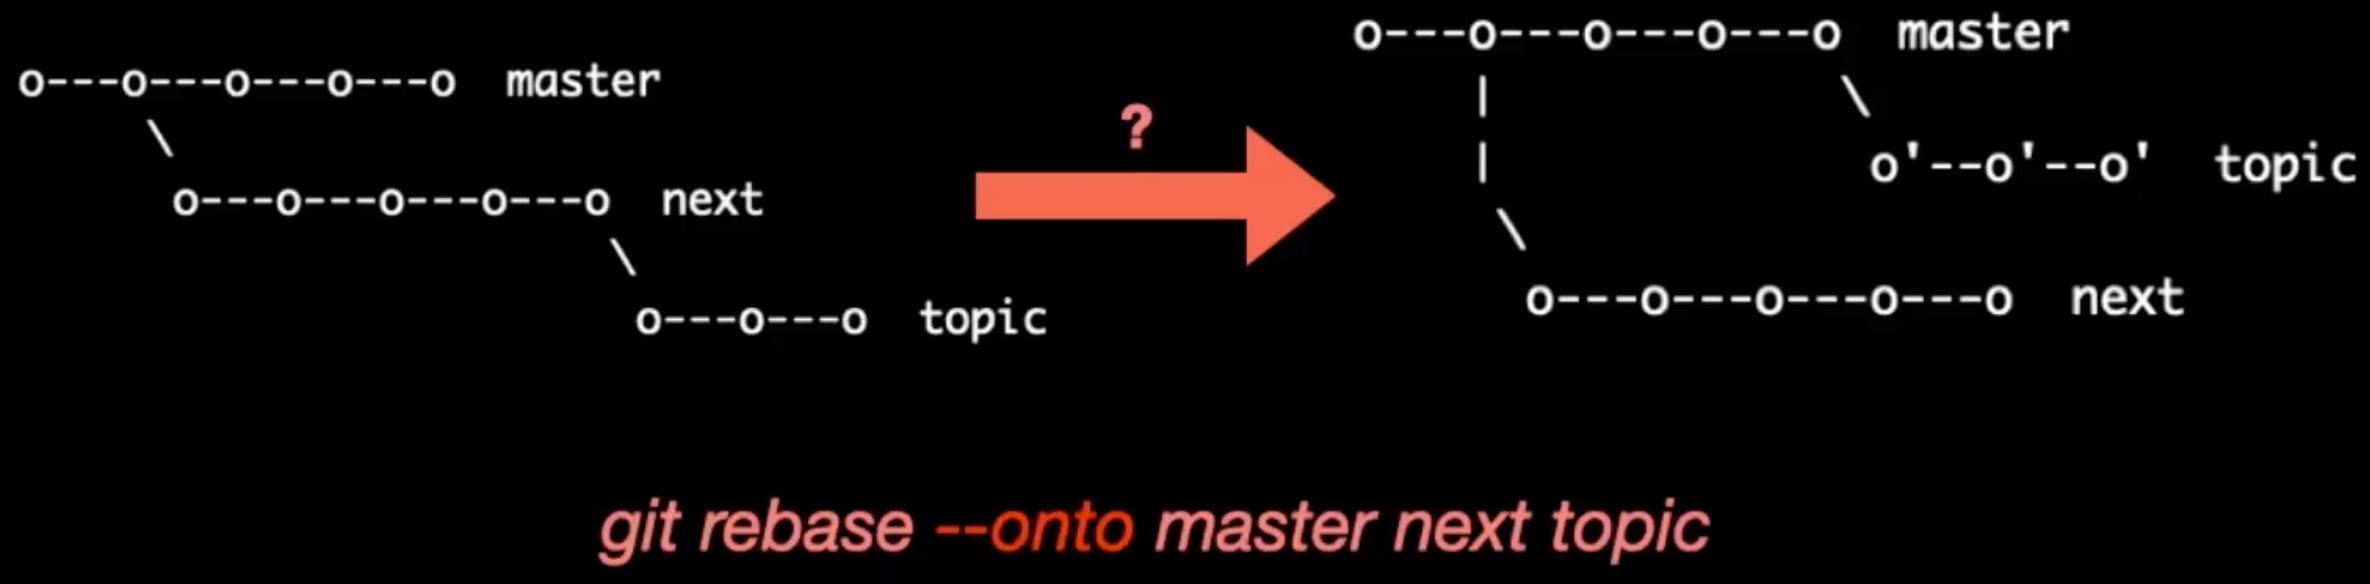 o---o---o---o---o master
\
o---o---o---o---o next
\
o---o---o topic
?
o---o---o---o---o master
| \
| o'--o'--o' topic
\
o---o---o---o---o next
git rebase --onto master next topic